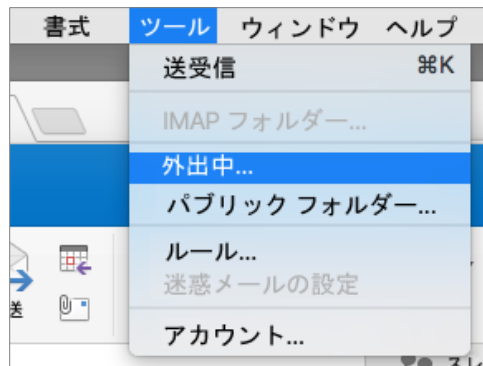 書式 ツール ウィンドウ ヘルプ
送受信 ⌘K
IMAP フォルダー...
外出中...
パブリック フォルダー...
ルール...
迷惑メールの設定
送
アカウント...
スレ